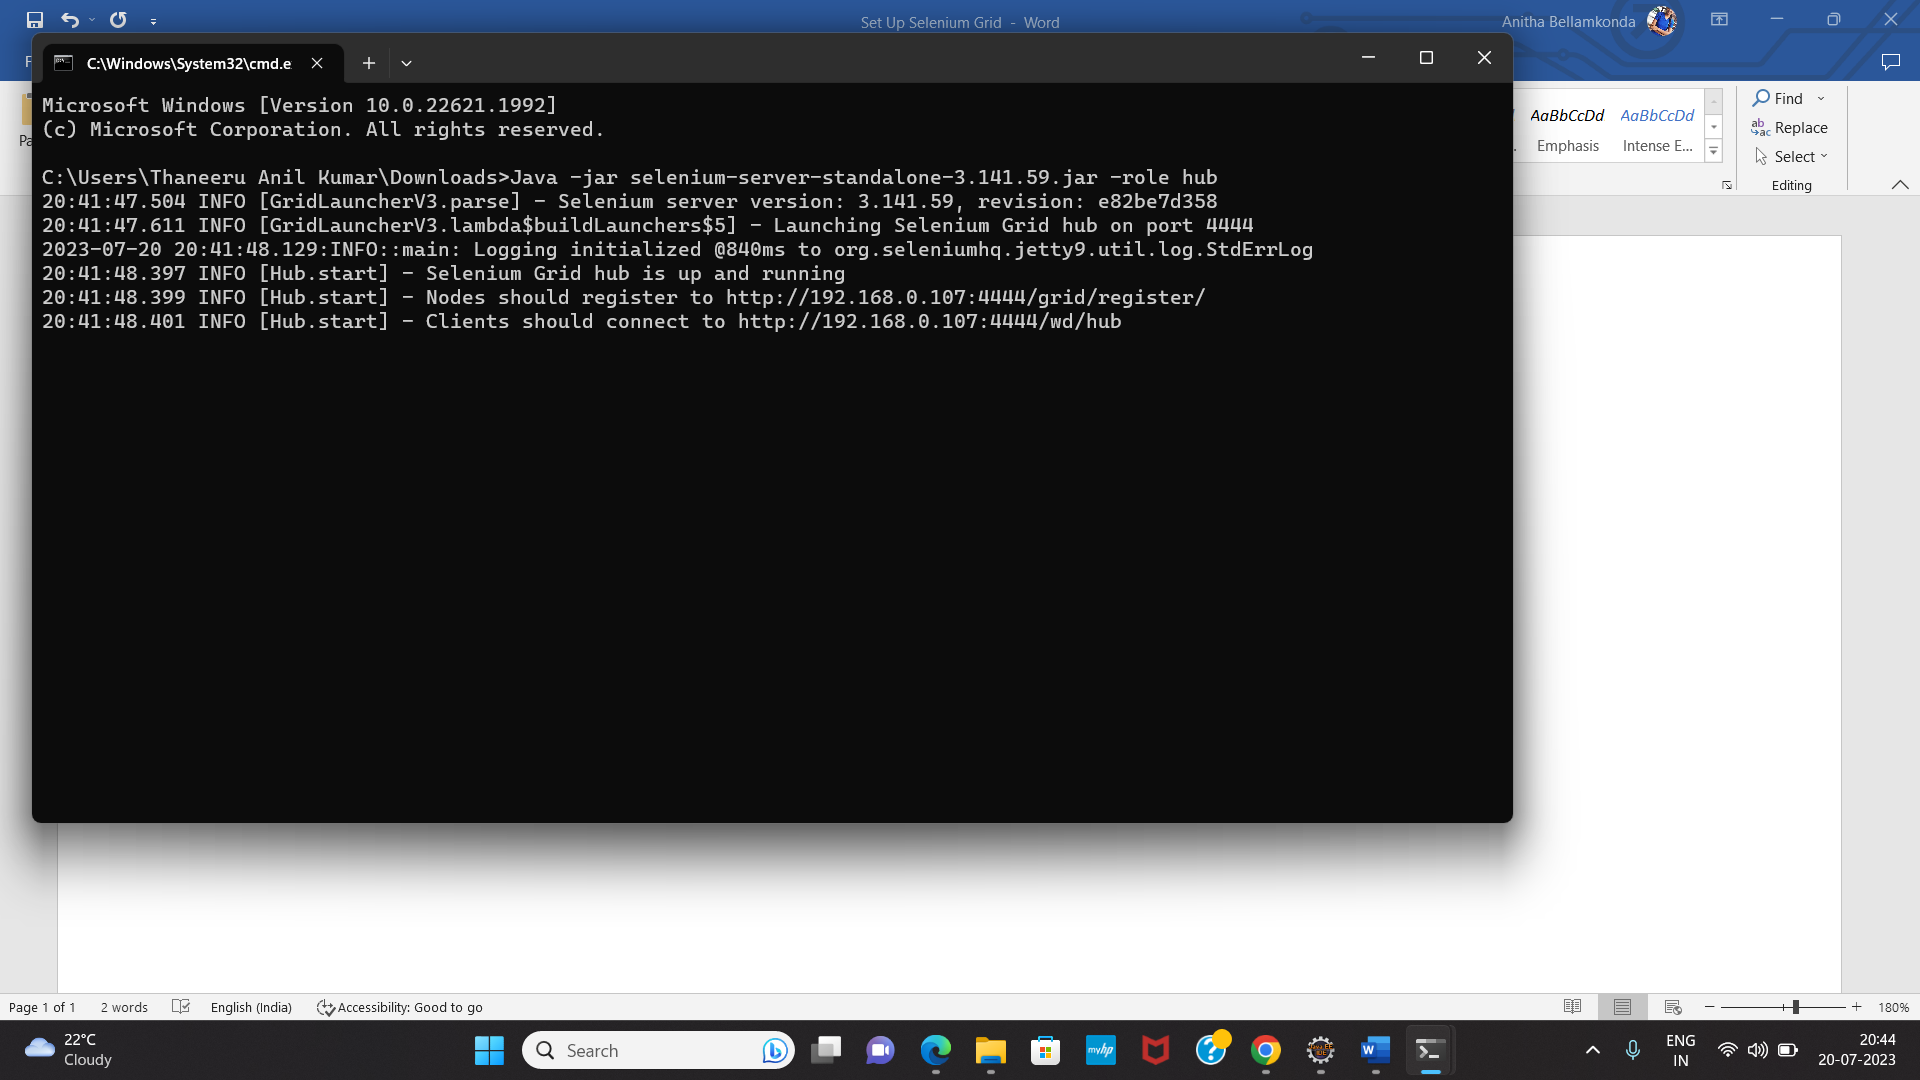 Set Up Selenium Grid - Word
Anitha Bellamkonda
C:\Windows\System32\cmd.e
Microsoft Windows [Version 10.0.22621.1992]
(c) Microsoft Corporation. All rights reserved.
C:\Users\Thaneeru Anil Kumar\Downloads>Java -jar selenium-server-standalone-3.141.59.jar -role hub
20:41:47.504 INFO [GridLauncherV3.parse] - Selenium server version: 3.141.59, revision: e82be7d358
20:41:47.611 INFO [GridLauncherV3.lambda$buildLaunchers$5] - Launching Selenium Grid hub on port 4444
2023-07-20 20:41:48.129:INFO::main: Logging initialized @840ms to org.seleniumhq.jetty9.util.log.StdErrLog
20:41:48.397 INFO [Hub.start] - Selenium Grid hub is up and running
20:41:48.399 INFO [Hub.start] - Nodes should register to http://192.168.0.107:4444/grid/register/
20:41:48.401 INFO [Hub.start] - Clients should connect to http://192.168.0.107:4444/wd/hub
AaBbCcDd AaBbCcDd
Emphasis Intense E...
Find
Replace
Select
Editing
Page 1 of 1 2 words English (India) Accessibility: Good to go 180%
22°C
Cloudy
Search
myhp
ENG
IN
20:44
20-07-2023